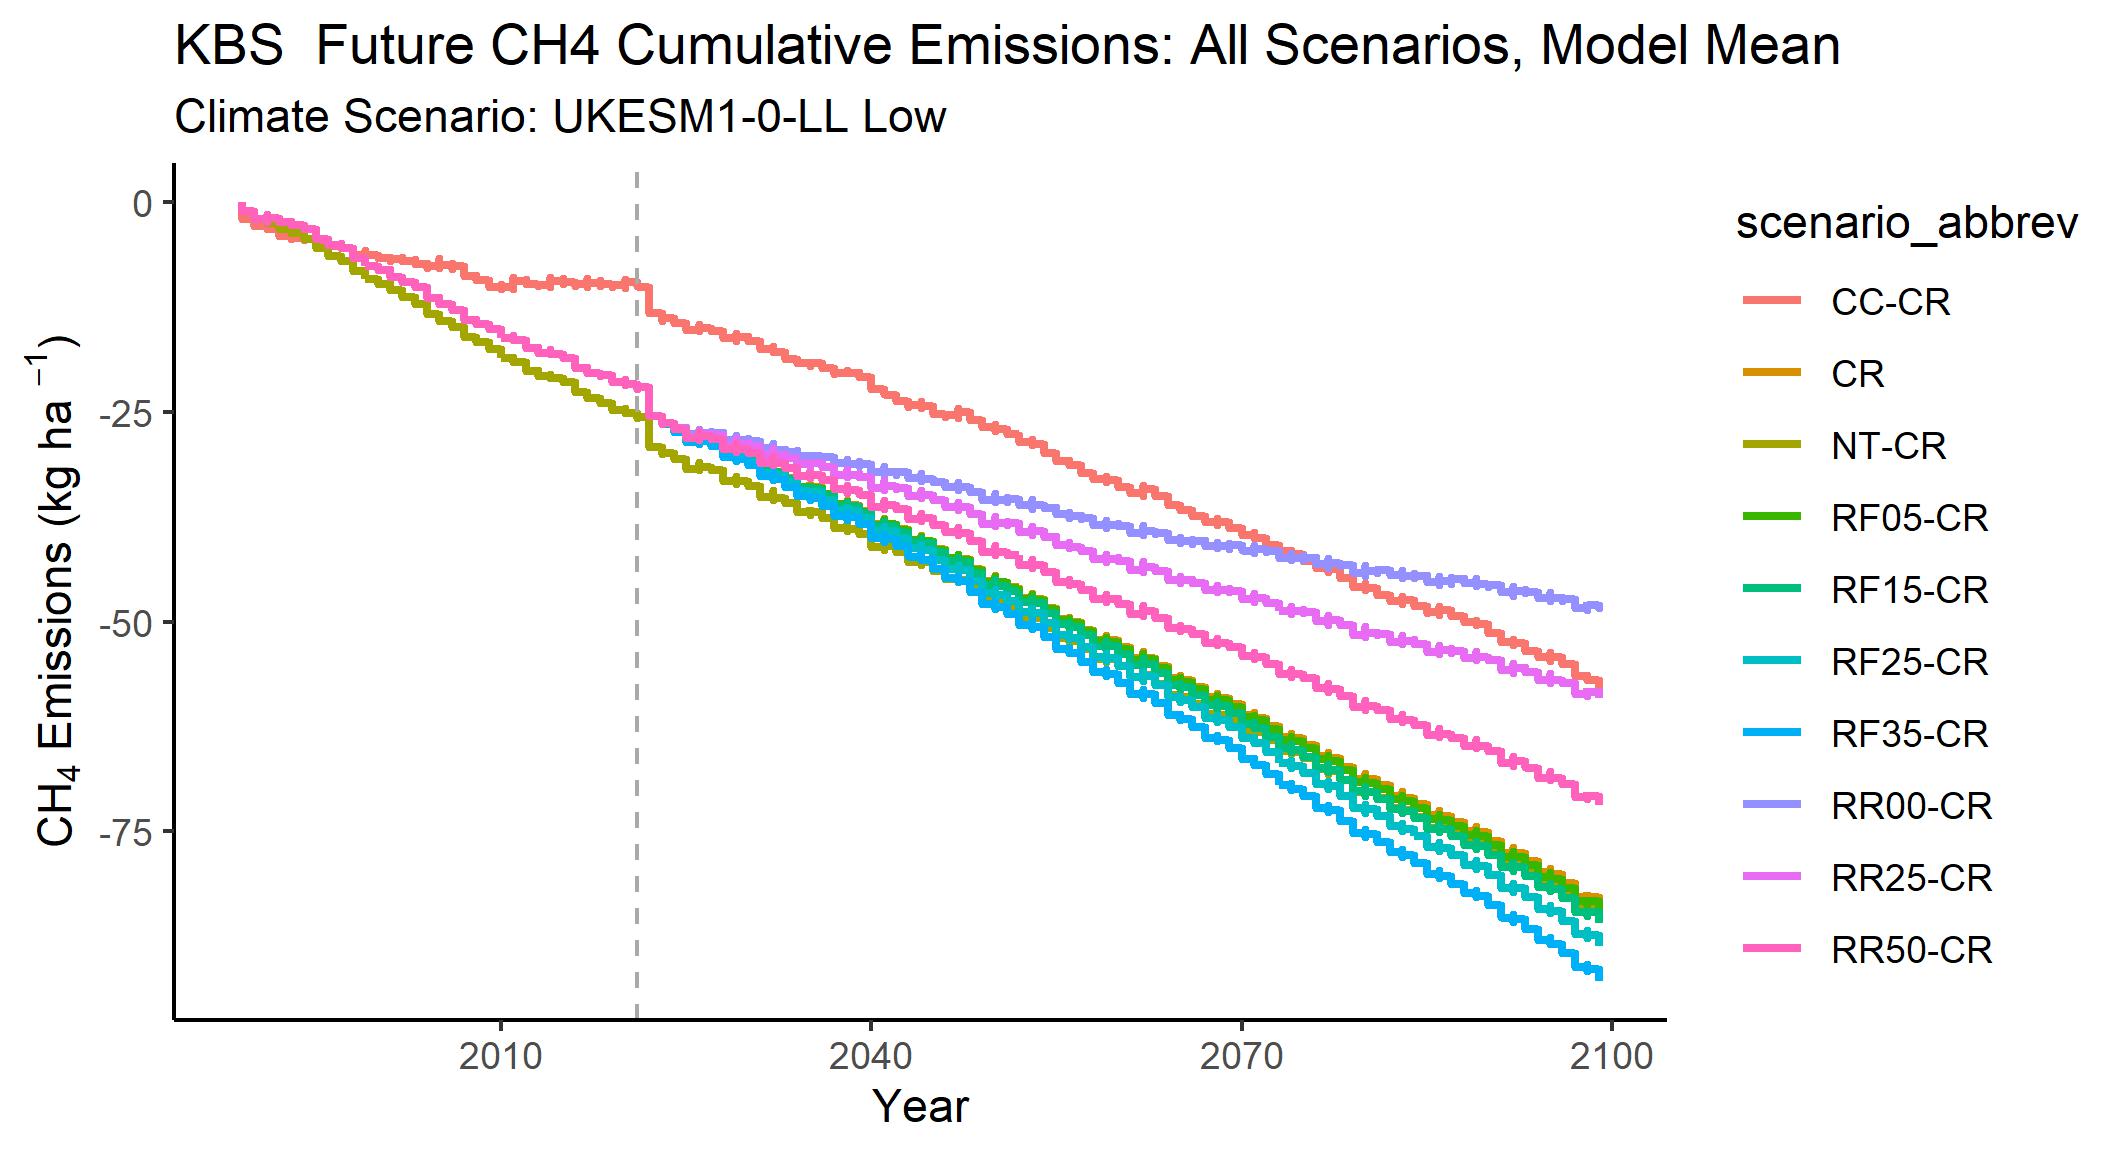 KBS  Future CH4 Cumulative Emissions: All Scenarios, Model Mean
Climate Scenario: UKESM1-0-LL Low
CH₄ Emissions (kg ha ⁻¹)
0
-25
-50
-75
2010
2040
2070
2100
Year
scenario_abbrev
CC-CR
CR
NT-CR
RF05-CR
RF15-CR
RF25-CR
RF35-CR
RR00-CR
RR25-CR
RR50-CR